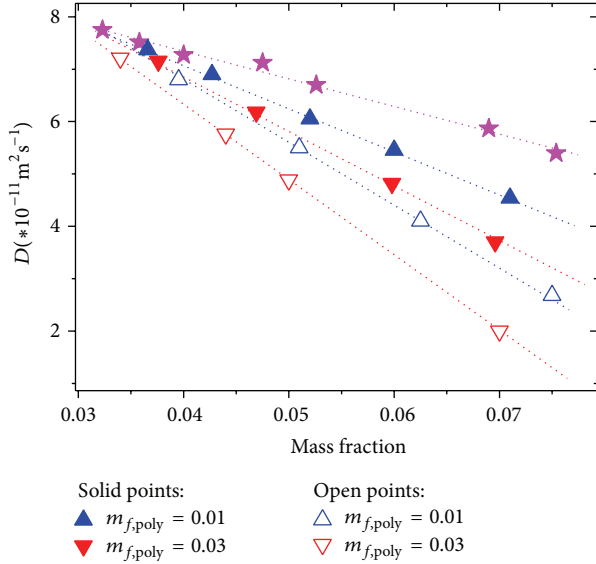 8
6
4
2
D(*10⁻¹¹ m² s⁻¹)
0.03 0.04 0.05 0.06 0.07
Mass fraction
Solid points: Open points:
m_f,poly = 0.01 m_f,poly = 0.01
m_f,poly = 0.03 m_f,poly = 0.03